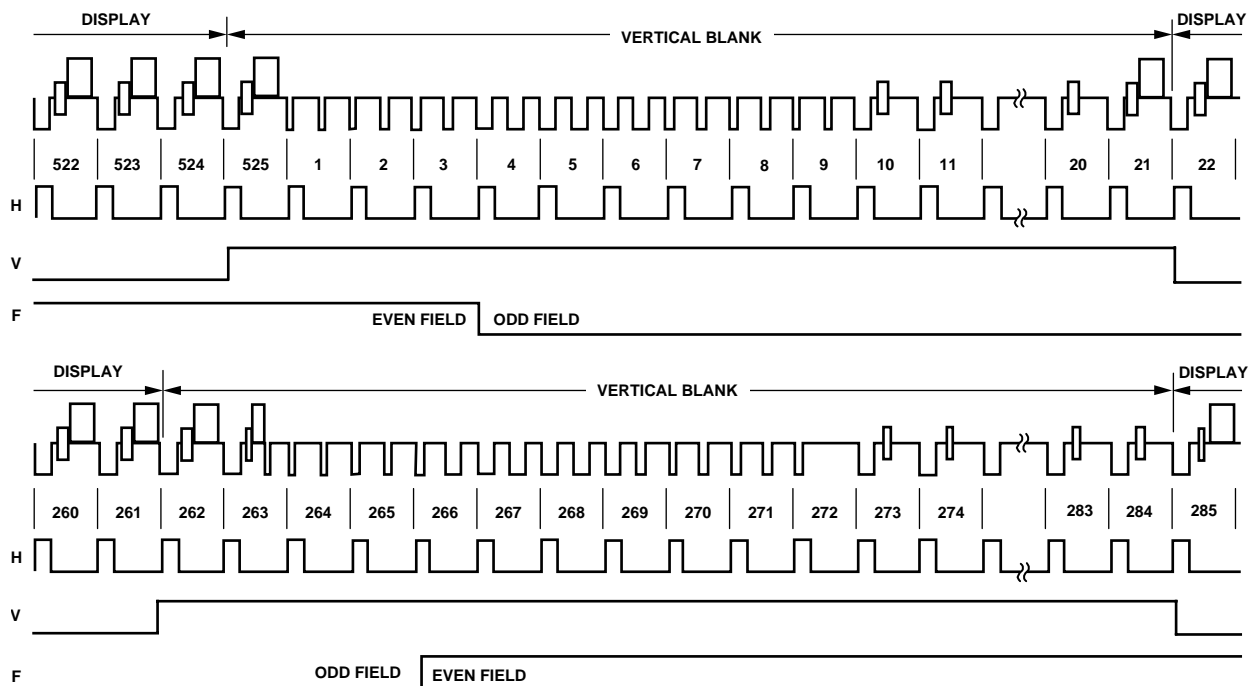 DISPLAY VERTICAL BLANK DISPLAY
522 523 524 525 1 2 3 4 5 6 7 8 9 10 11 20 21 22
H
V
F
EVEN FIELD ODD FIELD
DISPLAY VERTICAL BLANK DISPLAY
260 261 262 263 264 265 266 267 268 269 270 271 272 273 274 283 284 285
H
V
F
ODD FIELD EVEN FIELD